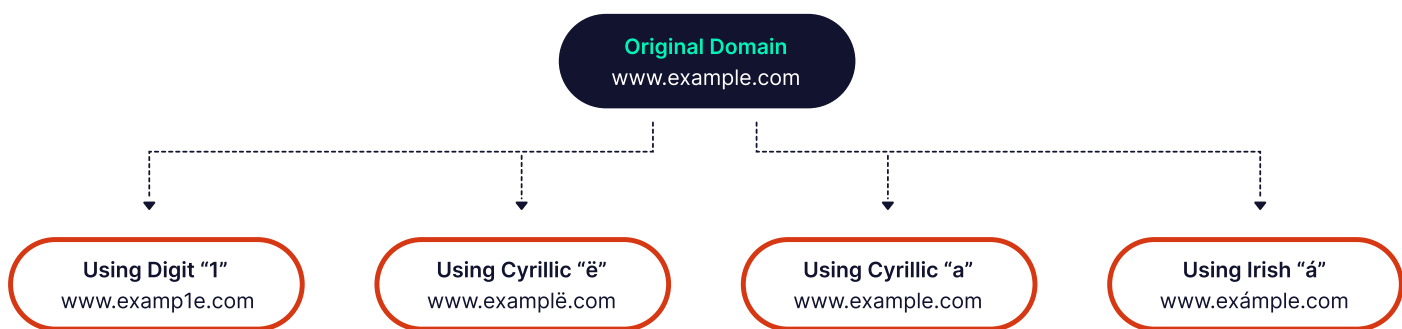 Original Domain
www.example.com
Using Digit “1”
www.examp1e.com
Using Cyrillic “ë”
www.examplë.com
Using Cyrillic “a”
www.example.com
Using Irish “á”
www.exámple.com